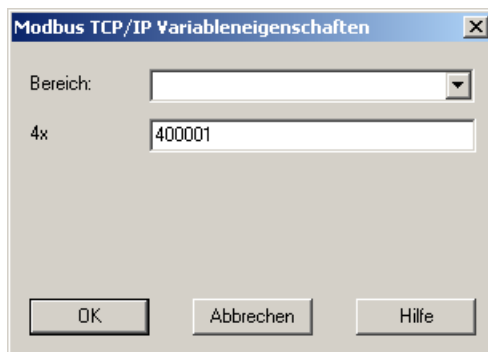 Modbus TCP/IP Variableneigenschaften
Bereich:
4x 400001
OK Abbrechen Hilfe